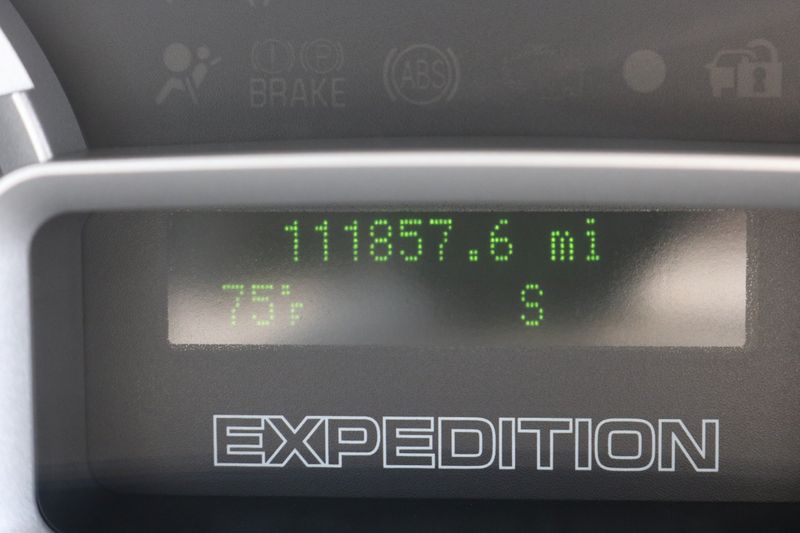 BRAKE ABS
111857.6 mi
75°F S
EXPEDITION